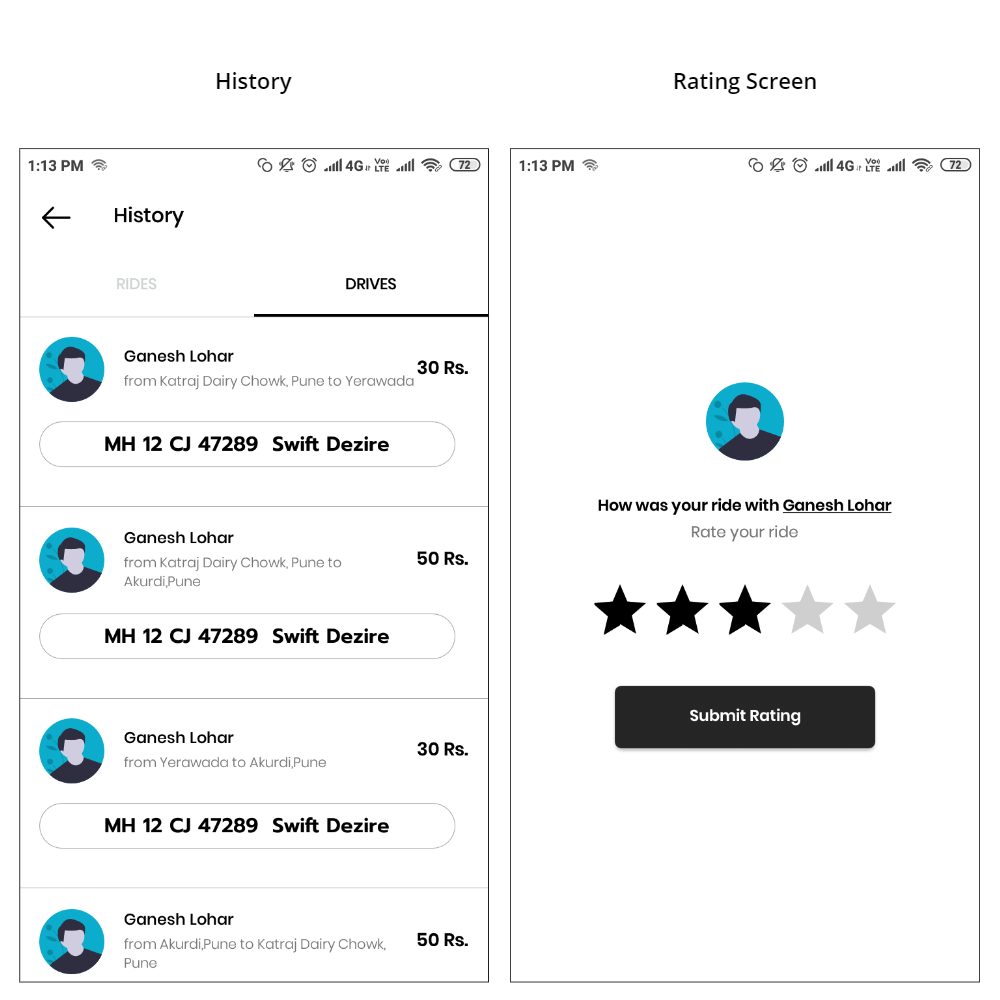 History
Rating Screen
1:13 PM 4G Vo LTE 72
History
RIDES DRIVES
Ganesh Lohar
from Katraj Dairy Chowk, Pune to Yerawada
30 Rs.
MH 12 CJ 47289 Swift Dezire
Ganesh Lohar
from Katraj Dairy Chowk, Pune to
Akurdi,Pune
50 Rs.
MH 12 CJ 47289 Swift Dezire
Ganesh Lohar
from Yerawada to Akurdi,Pune
30 Rs.
MH 12 CJ 47289 Swift Dezire
Ganesh Lohar
from Akurdi,Pune to Katraj Dairy Chowk,
Pune
50 Rs.
1:13 PM 4G Vo LTE 72
How was your ride with Ganesh Lohar
Rate your ride
Submit Rating